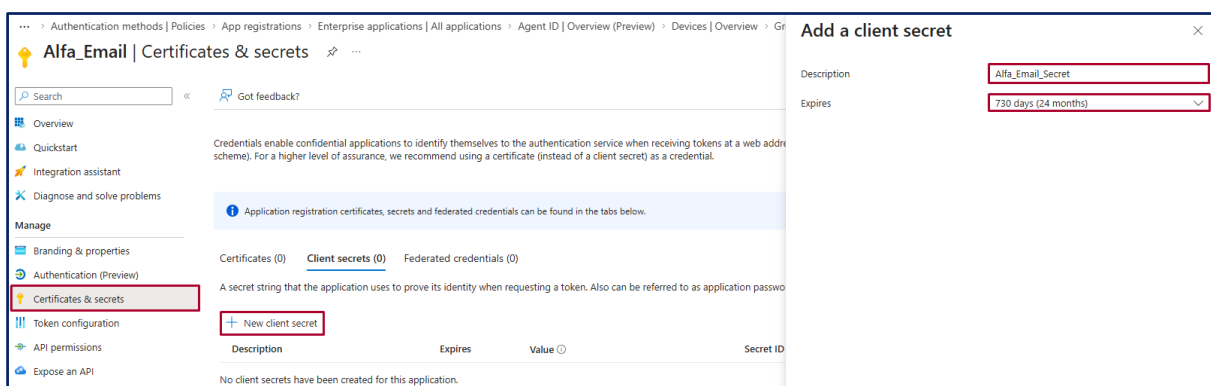 ... > Authentication methods | Policies > App registrations > Enterprise applications | All applications > Agent ID | Overview (Preview) > Devices | Overview > Gr
Alfa_Email | Certificates & secrets ...
Search
Overview
Quickstart
Integration assistant
Diagnose and solve problems
Manage
Branding & properties
Authentication (Preview)
Certificates & secrets
Token configuration
API permissions
Expose an API
Got feedback?
Credentials enable confidential applications to identify themselves to the authentication service when receiving tokens at a web addre
scheme). For a higher level of assurance, we recommend using a certificate (instead of a client secret) as a credential.
Application registration certificates, secrets and federated credentials can be found in the tabs below.
Certificates (0) Client secrets (0) Federated credentials (0)
A secret string that the application uses to prove its identity when requesting a token. Also can be referred to as application passwo
+ New client secret
Description Expires Value Secret ID
No client secrets have been created for this application.
Add a client secret
Description Alfa_Email_Secret
Expires 730 days (24 months)